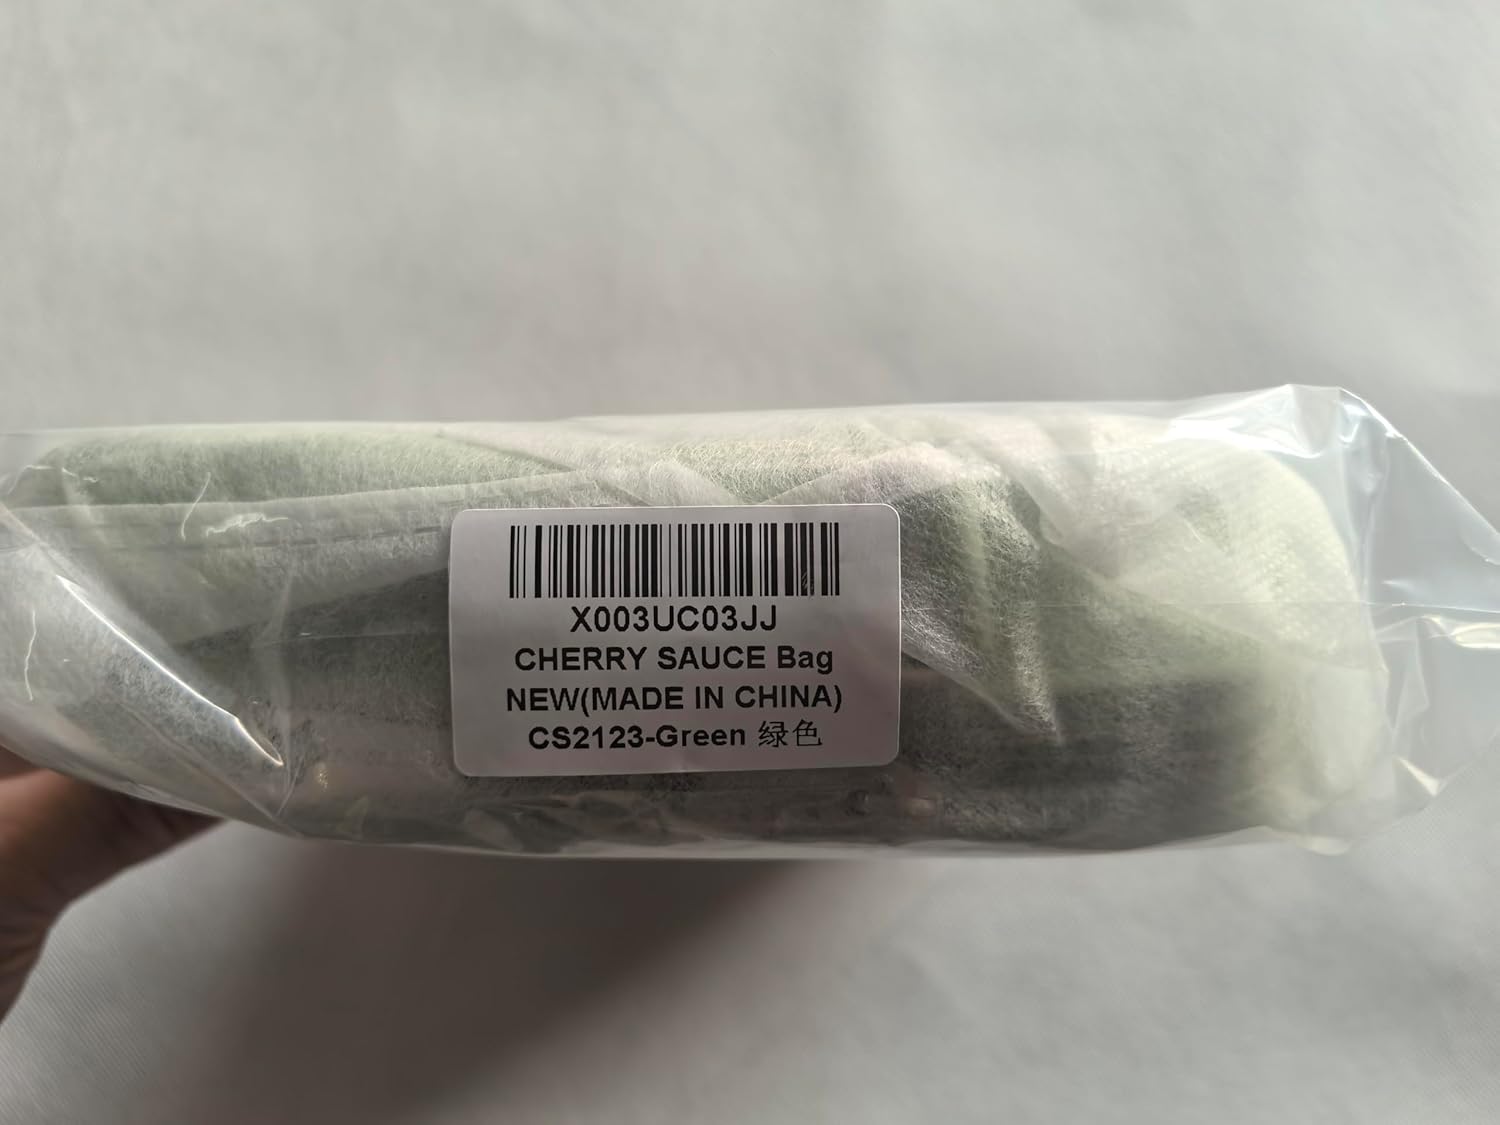 X003UC03JJ
CHERRY SAUCE Bag
NEW(MADE IN CHINA)
CS2123-Green 绿色